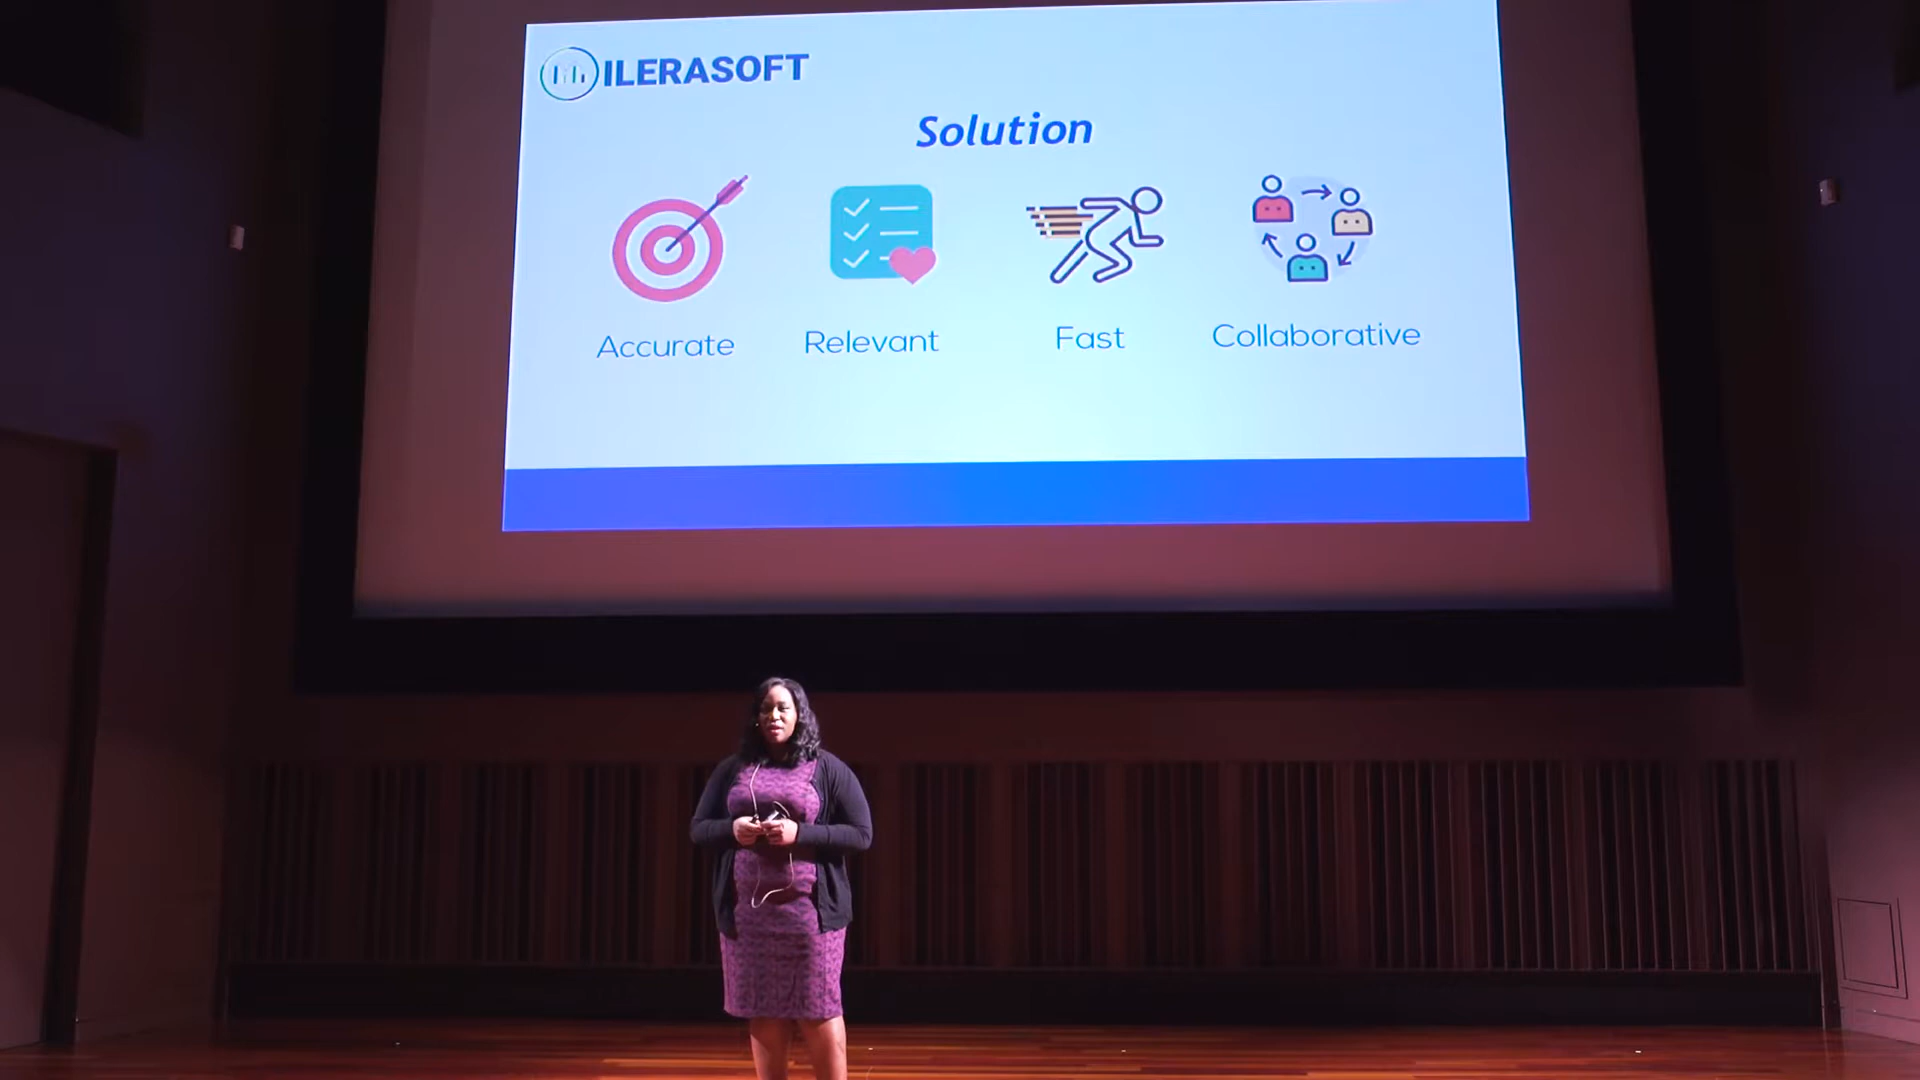 ILERASOFT
Solution
Accurate
Relevant
Fast
Collaborative